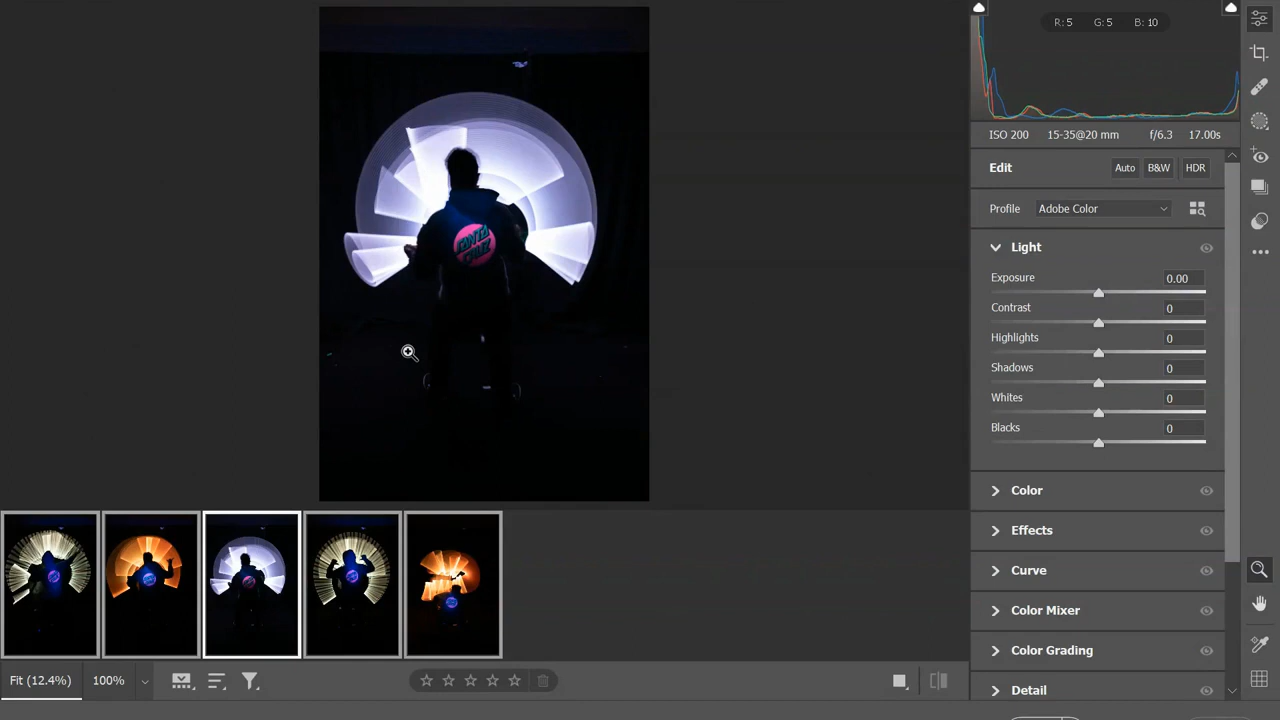 R: 5 G: 5 B: 10
ISO 200 15-35@20 mm f/6.3 17.00s
Edit Auto B&W HDR
Profile Adobe Color
Light
Exposure 0.00
Contrast 0
Highlights 0
Shadows 0
Whites 0
Blacks 0
Color
Effects
Curve
Color Mixer
Color Grading
Detail
SANTA
CRUZ
Fit (12.4%) 100%